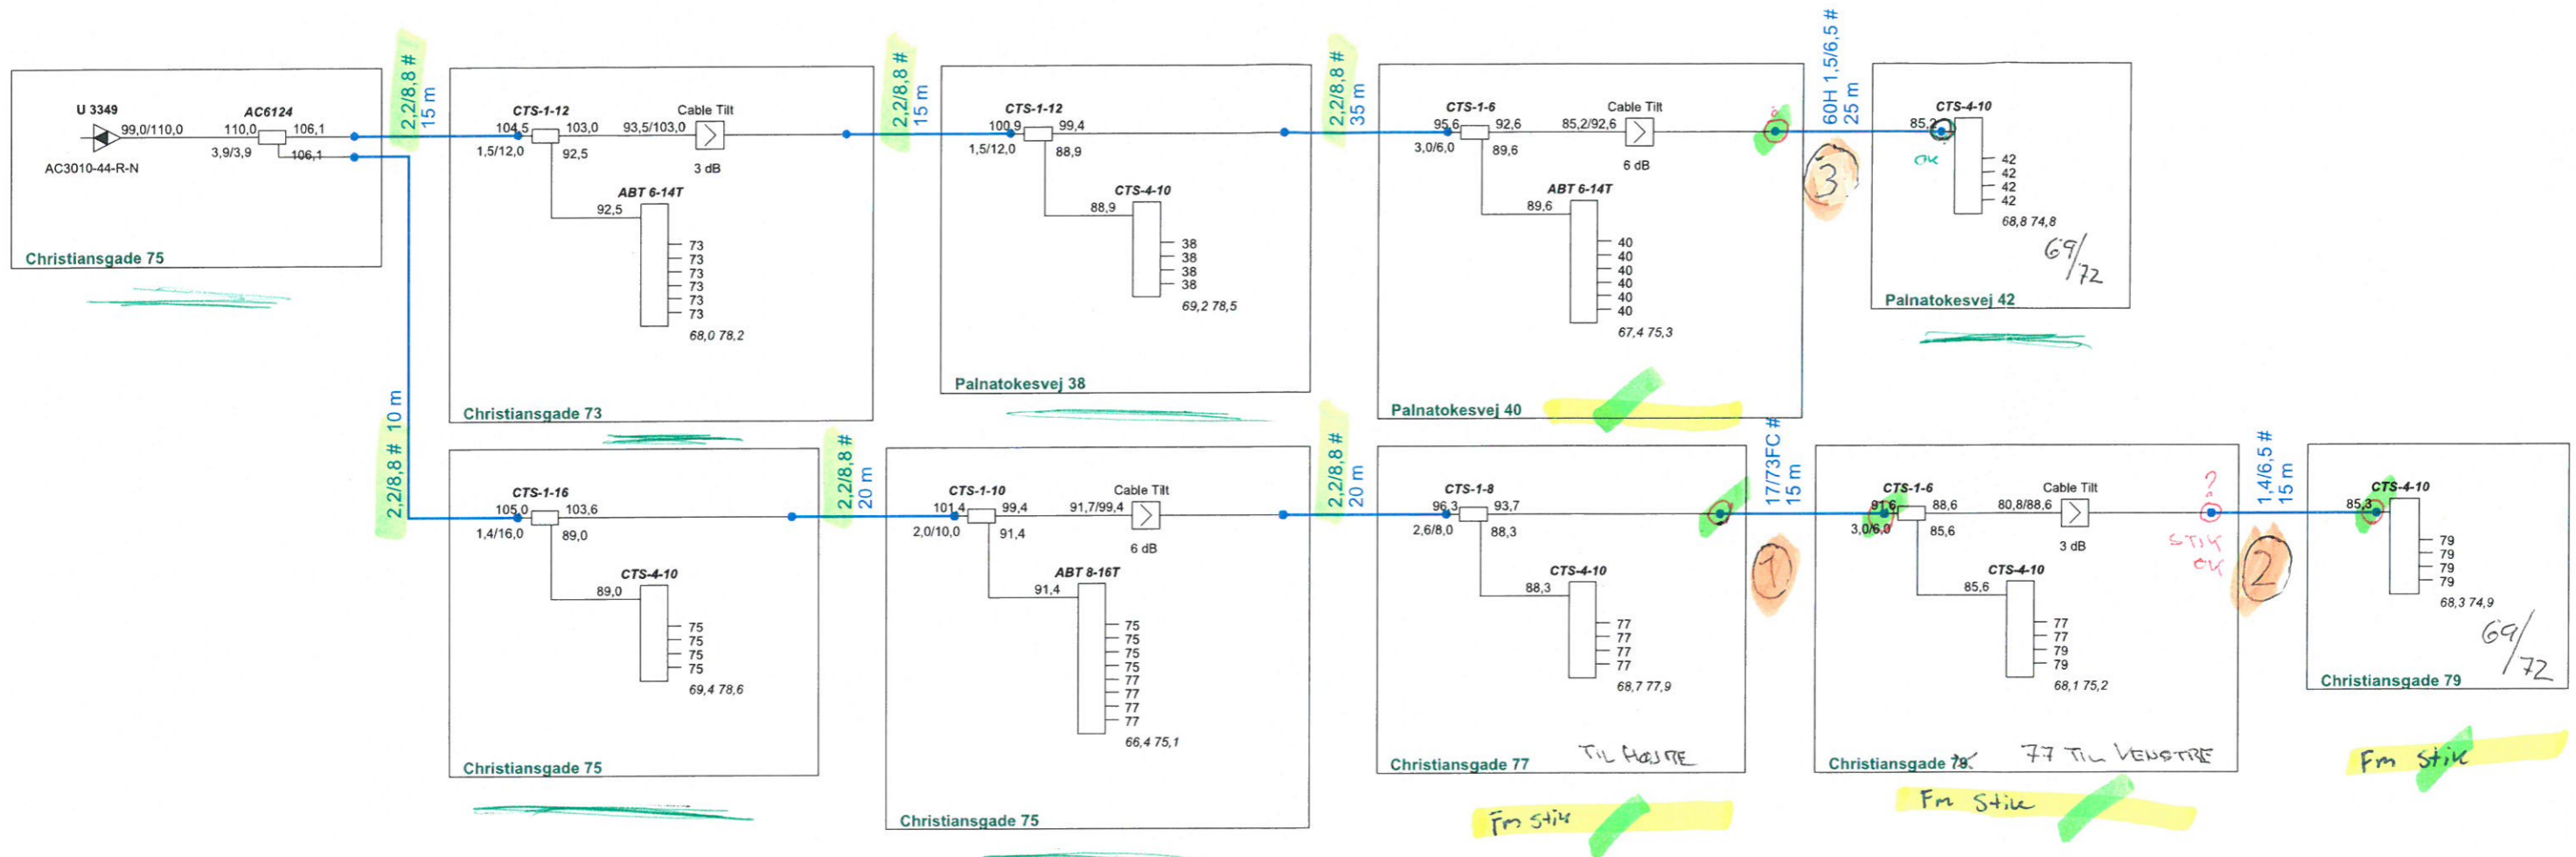 U 3349
99,0/110,0
AC3010-44-R-N
AC6124
110,0
106,1
3,9/3,9
106,1
Christiansgade 75
2,2/8,8 #
15 m
CTS-1-12
104,5
103,0
1,5/12,0
92,5
Cable Tilt
93,5/103,0
3 dB
ABT 6-14T
92,5
73
73
73
73
73
73
68,0 78,2
Christiansgade 73
2,2/8,8 #
15 m
CTS-1-12
100,9
99,4
1,5/12,0
88,9
CTS-4-10
88,9
38
38
38
38
69,2 78,5
Palnatokesvej 38
2,2/8,8 #
35 m
CTS-1-6
95,6
92,6
3,0/6,0
89,6
Cable Tilt
85,2/92,6
6 dB
ABT 6-14T
89,6
40
40
40
40
40
40
67,4 75,3
Palnatokesvej 40
60H 1,5/6,5 #
25 m
3
CTS-4-10
OK
42
42
42
42
68,8 74,8
69/72
Palnatokesvej 42
2,2/8,8 # 10 m
CTS-1-16
105,0
103,6
1,4/16,0
89,0
CTS-4-10
89,0
75
75
75
75
69,4 78,6
Christiansgade 75
2,2/8,8 #
20 m
CTS-1-10
101,4
99,4
2,0/10,0
91,4
Cable Tilt
91,7/99,4
6 dB
ABT 8-16T
91,4
75
75
75
75
77
77
77
77
66,4 75,1
Christiansgade 75
2,2/8,8 #
20 m
CTS-1-8
96,3
93,7
2,6/8,0
88,3
CTS-4-10
88,3
77
77
77
77
68,7 77,9
Christiansgade 77
TIL HØJRE
Fm Stik
17/73FC #
15 m
1
CTS-1-6
91,6
88,6
3,0/6,0
85,6
Cable Tilt
80,8/88,6
3 dB
?
STIK
OK
CTS-4-10
85,6
77
77
79
79
68,1 75,2
Christiansgade 79
77 TIL VENSTRE
Fm Stik
1,4/6,5 #
15 m
2
CTS-4-10
85,3
79
79
79
79
68,3 74,9
69/72
Christiansgade 79
Fm Stik